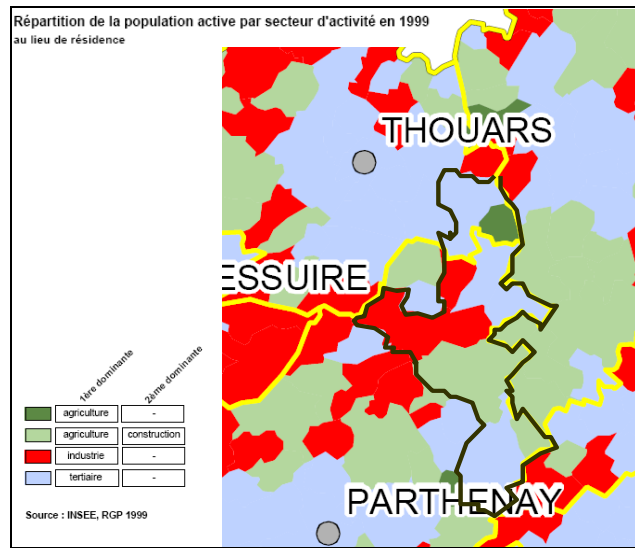 Répartition de la population active par secteur d'activité en 1999
au lieu de résidence
THOUARS
ESSUIRE
1ère dominante
2ème dominante
agriculture -
agriculture construction
industrie -
tertiaire -
PARTHENAY
Source : INSEE, RGP 1999